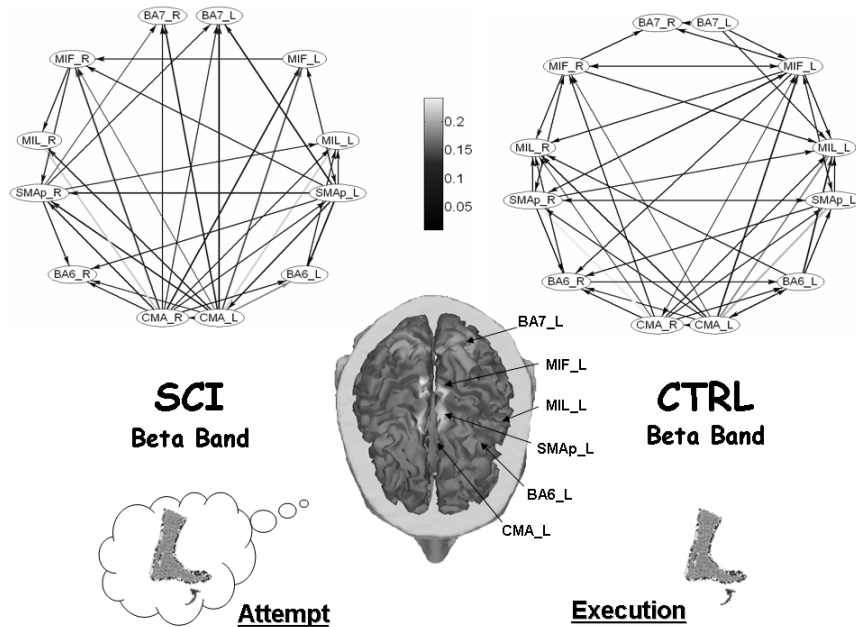 BA7_R BA7_L
MIF_R MIF_L
MIL_R MIL_L
SMAp_R SMAp_L
BA6_R BA6_L
CMA_R CMA_L
0.2
0.15
0.1
0.05
BA7_R BA7_L
MIF_R MIF_L
MIL_R MIL_L
SMAp_R SMAp_L
BA6_R BA6_L
CMA_R CMA_L
BA7_L
MIF_L
MIL_L
SMAp_L
BA6_L
CMA_L
SCI
Beta Band
CTRL
Beta Band
Attempt
Execution